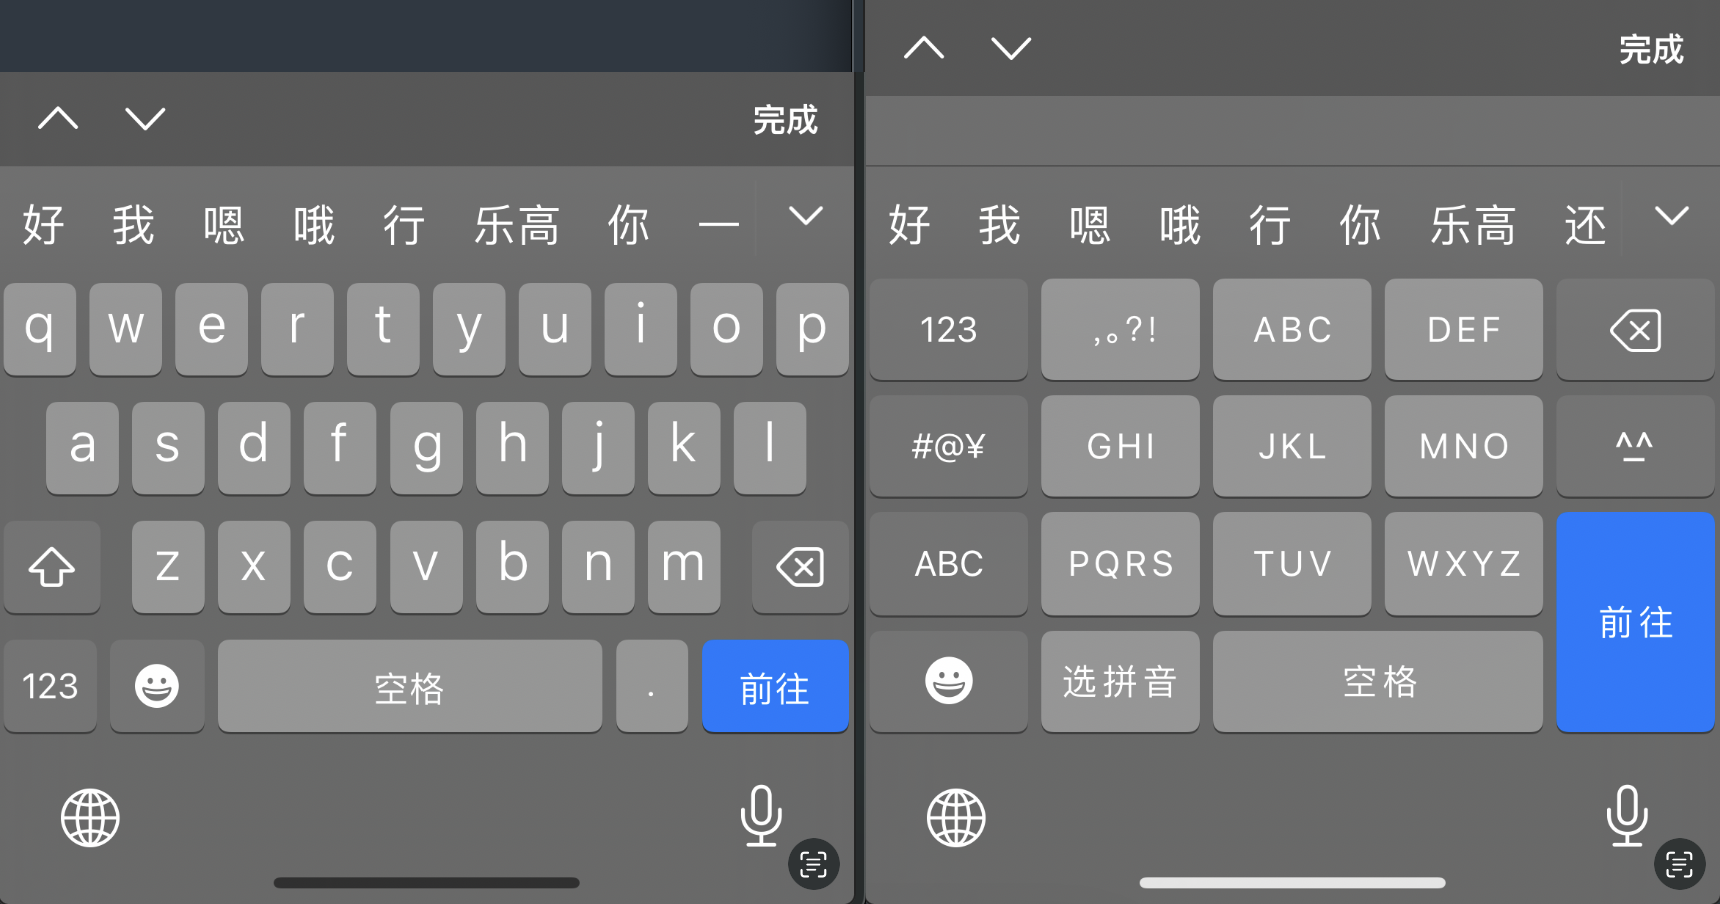 完成
好 我 嗯 哦 行 乐高 你 一
q w e r t y u i o p
a s d f g h j k l
z x c v b n m
123 空格 . 前往
完成
好 我 嗯 哦 行 你 乐高 还
123 ,。?! ABC DEF
#@¥ GHI JKL MNO ^^
ABC PQRS TUV WXYZ
前往
选拼音 空格